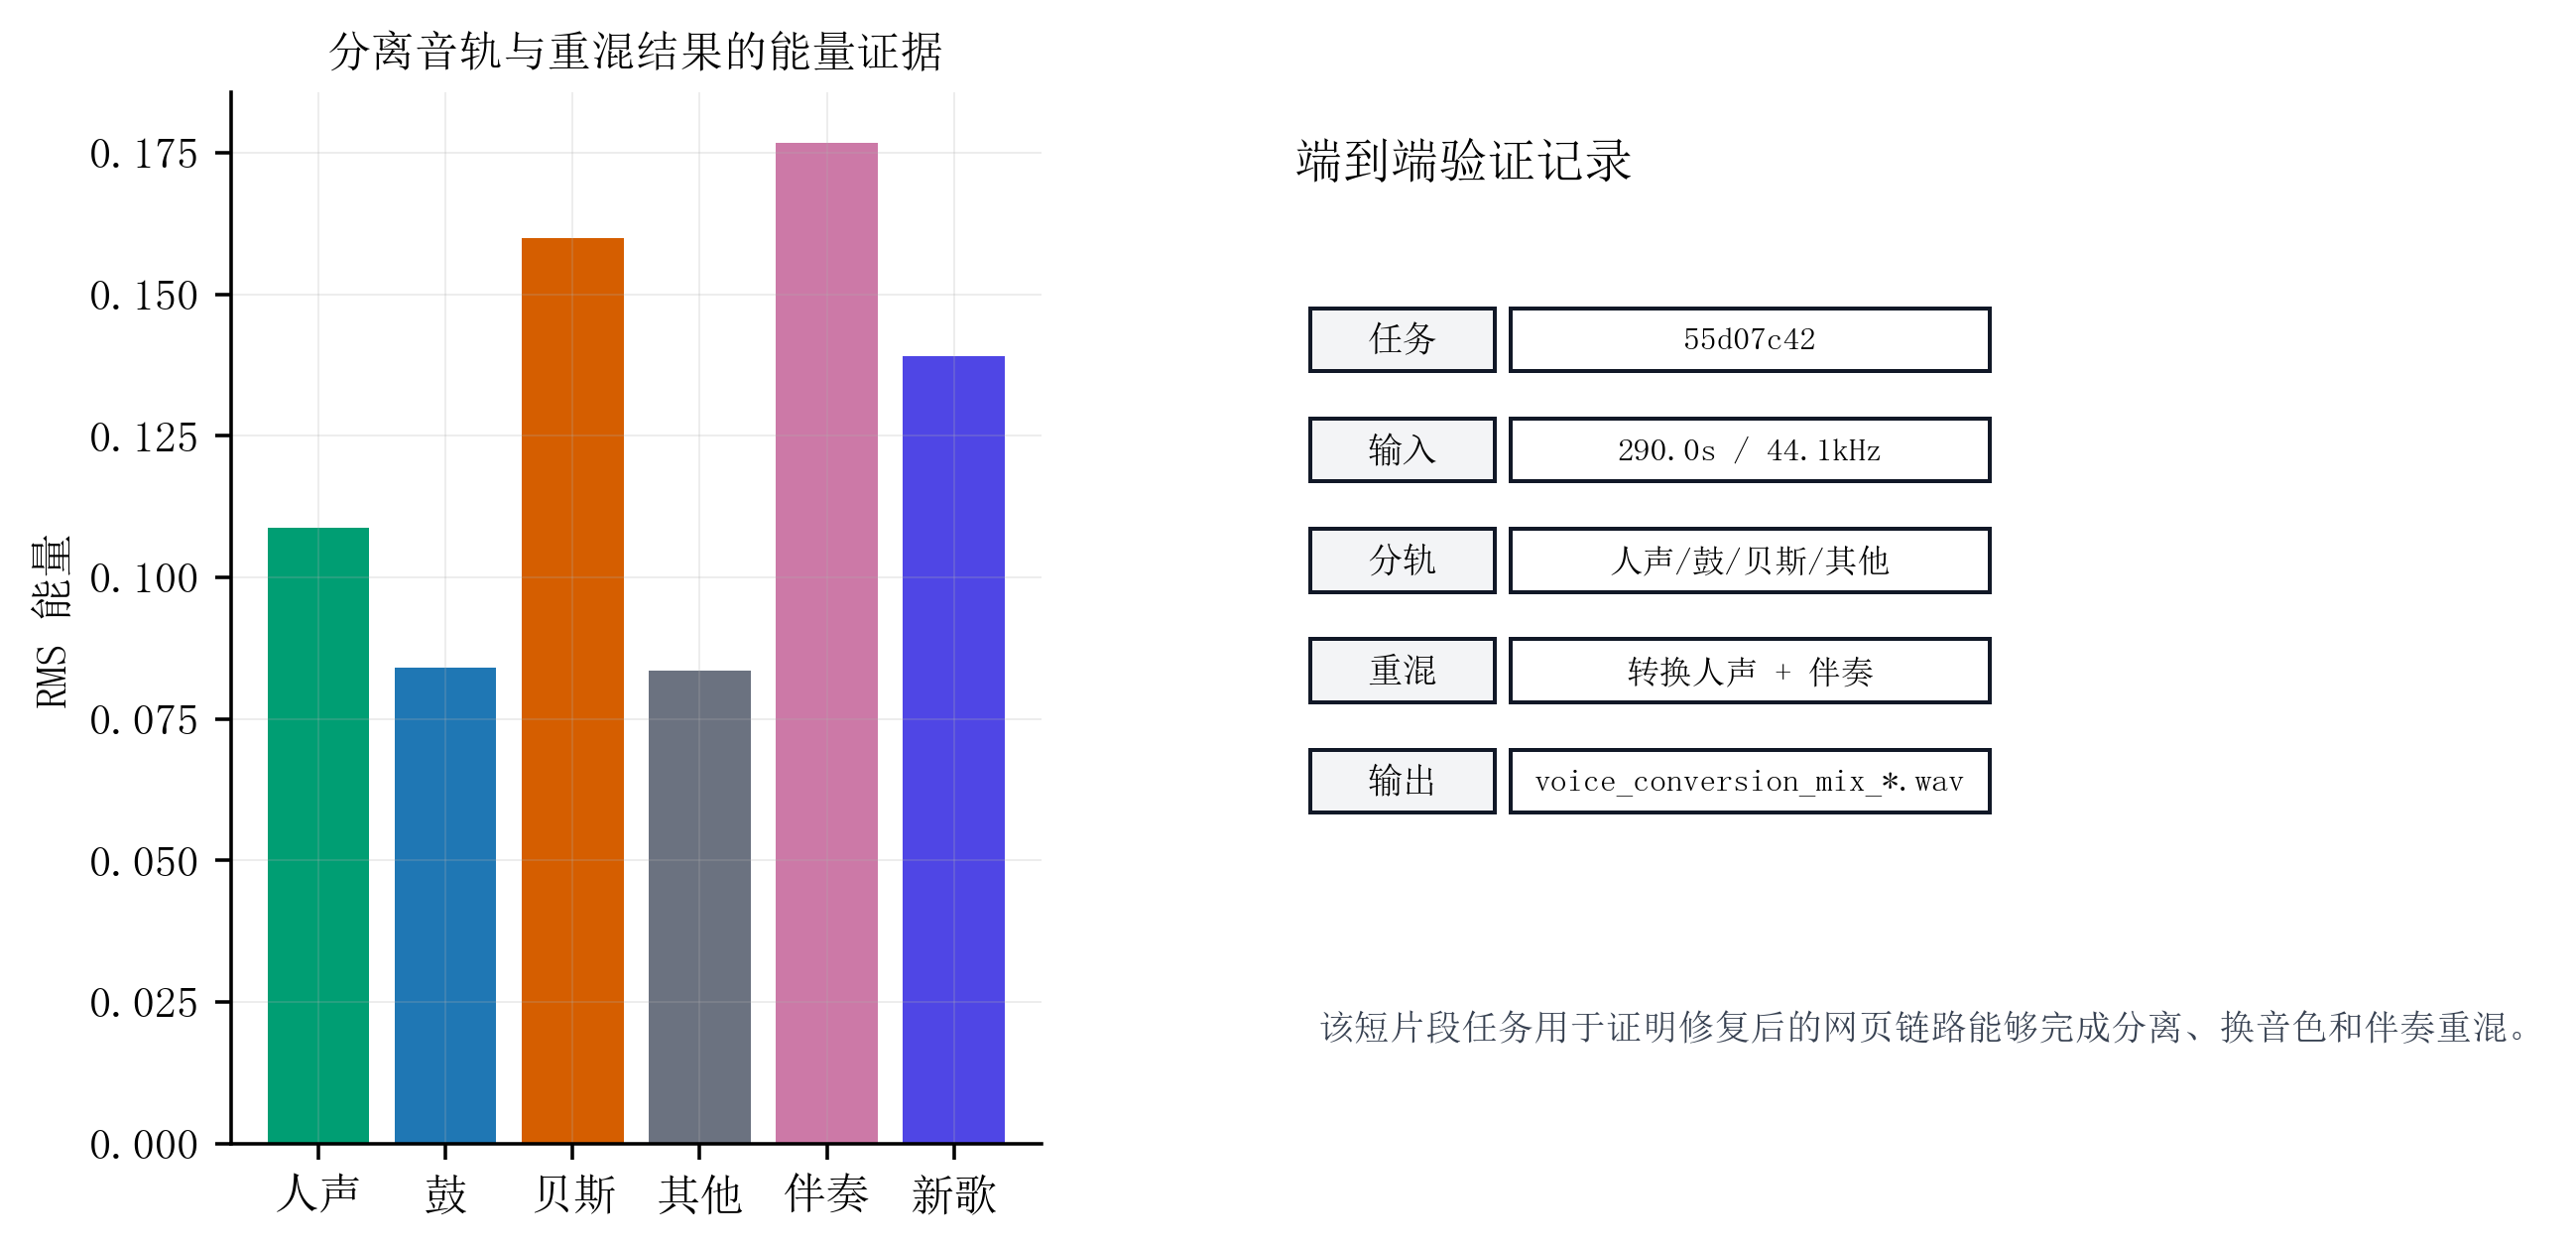 分离音轨与重混结果的能量证据
RMS 能量
0.175
0.150
0.125
0.100
0.075
0.050
0.025
0.000
人声 鼓 贝斯 其他 伴奏 新歌
端到端验证记录
任务 55d07c42
输入 290.0s / 44.1kHz
分轨 人声/鼓/贝斯/其他
重混 转换人声 + 伴奏
输出 voice_conversion_mix_*.wav
该短片段任务用于证明修复后的网页链路能够完成分离、换音色和伴奏重混。